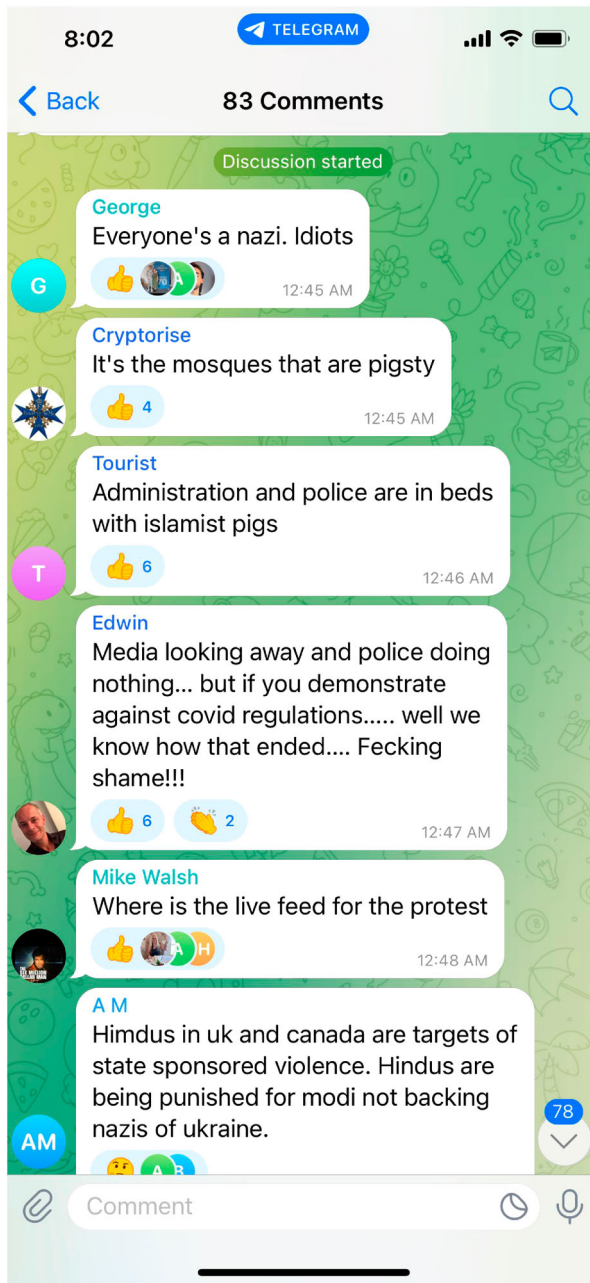 8:02
TELEGRAM
Back
83 Comments
Discussion started
George
Everyone's a nazi. Idiots
A
12:45 AM
G
Cryptorise
It's the mosques that are pigsty
4
12:45 AM
Tourist
Administration and police are in beds
with islamist pigs
6
12:46 AM
T
Edwin
Media looking away and police doing
nothing... but if you demonstrate
against covid regulations..... well we
know how that ended.... Fecking
shame!!!
6
2
12:47 AM
Mike Walsh
Where is the live feed for the protest
A
H
12:48 AM
A M
Himdus in uk and canada are targets of
state sponsored violence. Hindus are
being punished for modi not backing
nazis of ukraine.
78
AM
A
B
Comment